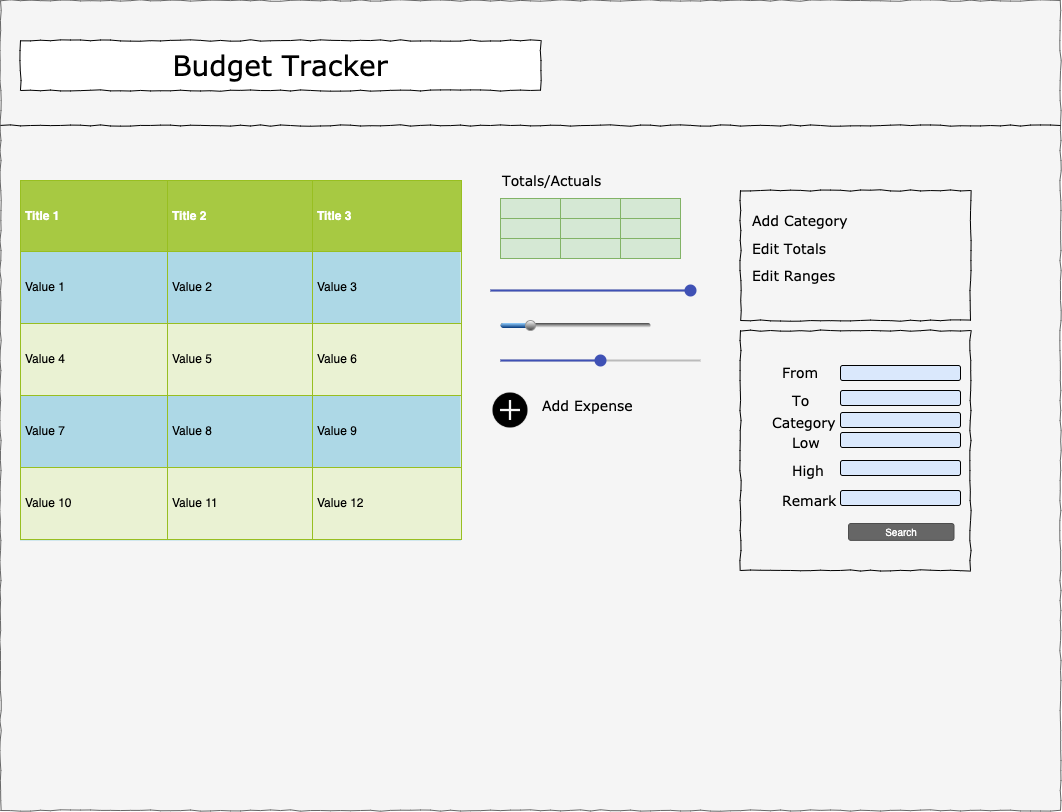 Budget Tracker
Title 1 Title 2 Title 3
Value 1 Value 2 Value 3
Value 4 Value 5 Value 6
Value 7 Value 8 Value 9
Value 10 Value 11 Value 12
Totals/Actuals
Add Expense
Add Category
Edit Totals
Edit Ranges
From
To
Category
Low
High
Remark
Search